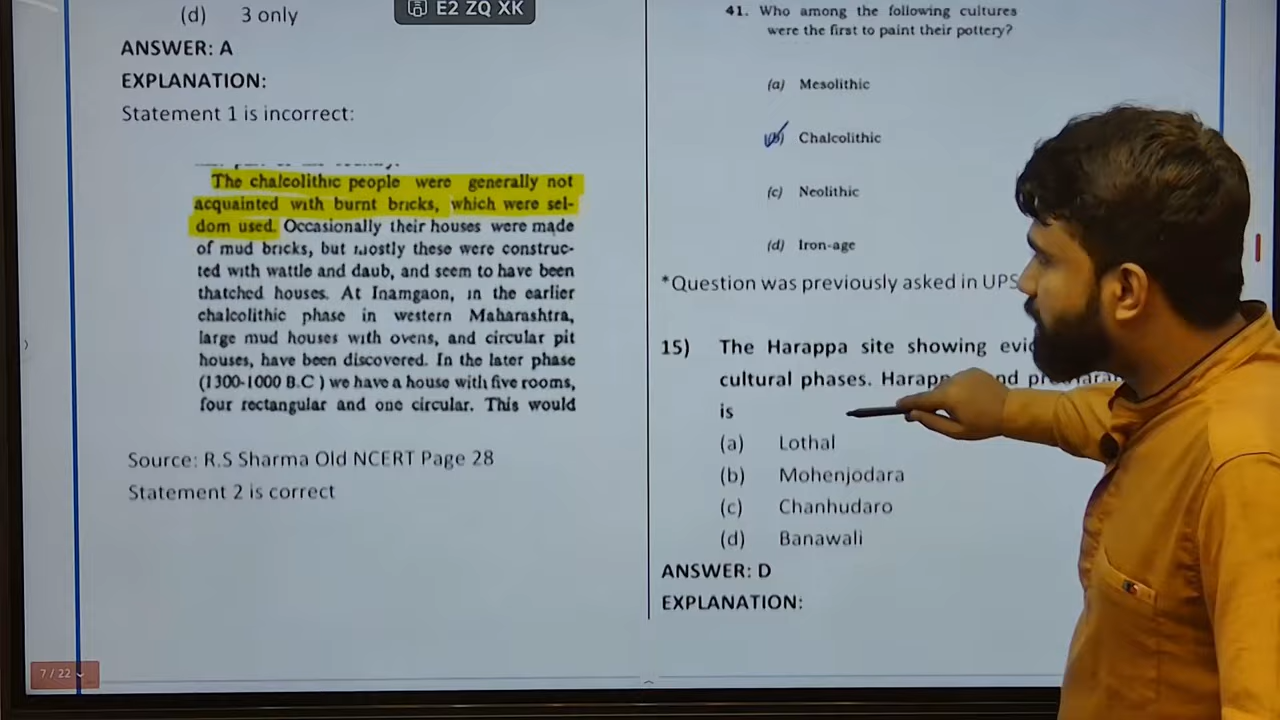 (d) 3 only
E2 ZQ XK
ANSWER: A
EXPLANATION:
Statement 1 is incorrect:
The chalcolithic people were generally not
acquainted with burnt bricks, which were sel-
dom used. Occasionally their houses were made
of mud bricks, but mostly these were construc-
ted with wattle and daub, and seem to have been
thatched houses. At Inamgaon, in the earlier
chalcolithic phase in western Maharashtra,
large mud houses with ovens, and circular pit
houses, have been discovered. In the later phase
(1300-1000 B.C ) we have a house with five rooms,
four rectangular and one circular. This would
Source: R.S Sharma Old NCERT Page 28
Statement 2 is correct
7 / 22
41. Who among the following cultures
were the first to paint their pottery?
(a) Mesolithic
(b) Chalcolithic
(c) Neolithic
(d) Iron-age
*Question was previously asked in UPS
15) The Harappa site showing
cultural phases.
is
(a) Lothal
(b) Mohenjodara
(c) Chanhudaro
(d) Banawali
ANSWER: D
EXPLANATION: